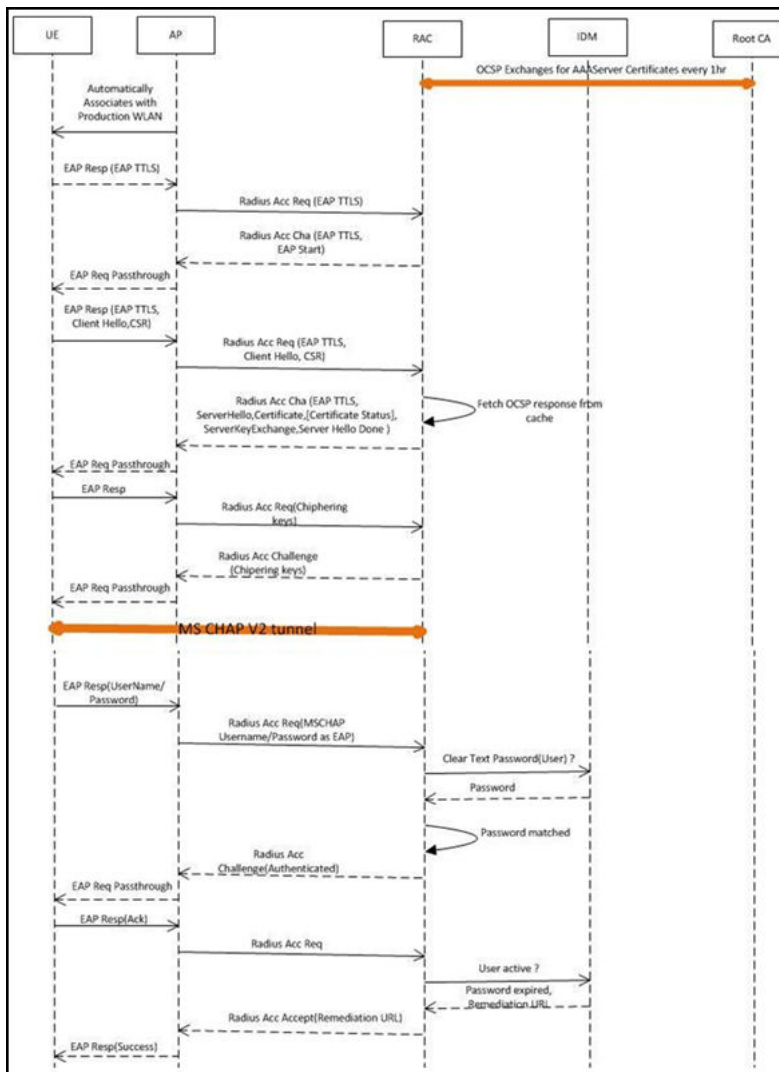 UE
AP
RAC
IDM
Root CA
OCSP Exchanges for AAAServer Certificates every 1hr
Automatically
Associates with
Production WLAN
EAP Resp (EAP TTLS)
Radius Acc Req (EAP TTLS)
Radius Acc Cha (EAP TTLS,
EAP Start)
EAP Req Passthrough
EAP Resp (EAP TTLS,
Client Hello,CSR)
Radius Acc Req (EAP TTLS,
Client Hello, CSR)
Radius Acc Cha (EAP TTLS,
ServerHello,Certificate,[Certificate Status],
ServerKeyExchange,Server Hello Done )
Fetch OCSP response from
cache
EAP Req Passthrough
EAP Resp
Radius Acc Req(Chiphering
keys)
Radius Acc Challenge
(Chipering keys)
EAP Req Passthrough
MS CHAP V2 tunnel
EAP Resp(UserName/
Password)
Radius Acc Req(MSCHAP
Username/Password as EAP)
Clear Text Password(User) ?
Password
Password matched
Radius Acc
Challenge(Authenticated)
EAP Req Passthrough
EAP Resp(Ack)
Radius Acc Req
User active ?
Password expired,
Remediation URL
Radius Acc Accept(Remediation URL)
EAP Resp(Success)